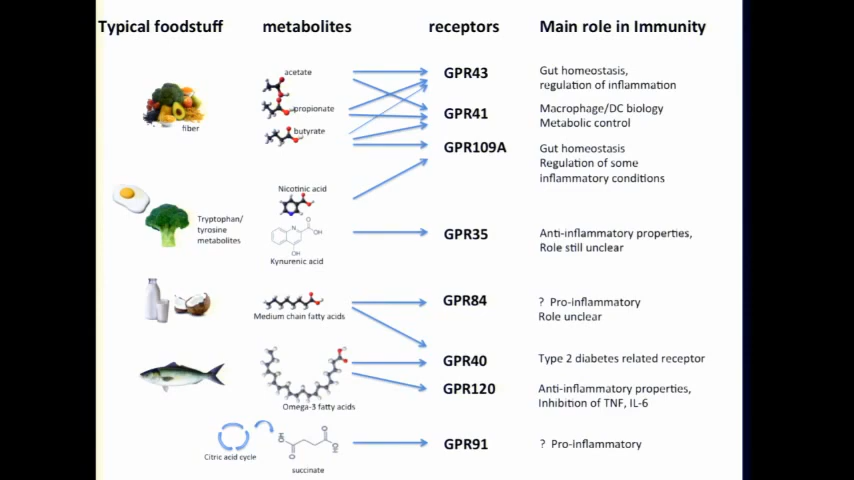 Typical foodstuff metabolites receptors Main role in Immunity
acetate
propionate
butyrate
fiber
GPR43
Gut homeostasis,
regulation of inflammation
GPR41
Macrophage/DC biology
Metabolic control
GPR109A
Gut homeostasis
Regulation of some
inflammatory conditions
Tryptophan/
tyrosine
metabolites
Nicotinic acid
N
O
OH
OH
Kynurenic acid
GPR35
Anti-inflammatory properties,
Role still unclear
Medium chain fatty acids
GPR84
? Pro-inflammatory
Role unclear
GPR40
Type 2 diabetes related receptor
Omega-3 fatty acids
GPR120
Anti-inflammatory properties,
Inhibition of TNF, IL-6
Citric acid cycle
OH
O
O
OH
succinate
GPR91
? Pro-inflammatory